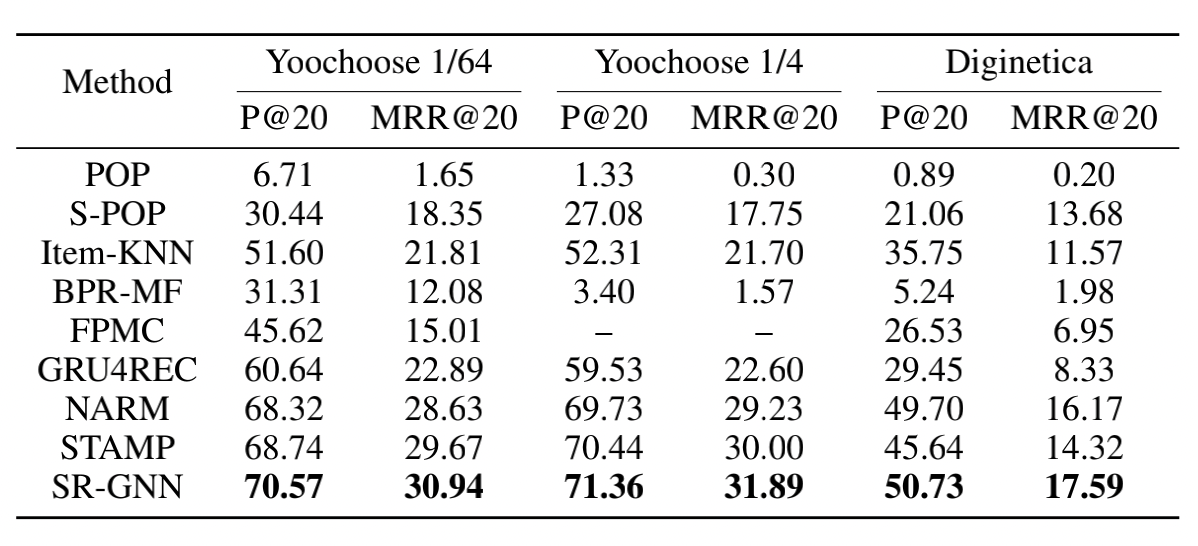 Method Yoochoose 1/64 Yoochoose 1/4 Diginetica
P@20 MRR@20 P@20 MRR@20 P@20 MRR@20
POP 6.71 1.65 1.33 0.30 0.89 0.20
S-POP 30.44 18.35 27.08 17.75 21.06 13.68
Item-KNN 51.60 21.81 52.31 21.70 35.75 11.57
BPR-MF 31.31 12.08 3.40 1.57 5.24 1.98
FPMC 45.62 15.01 – – 26.53 6.95
GRU4REC 60.64 22.89 59.53 22.60 29.45 8.33
NARM 68.32 28.63 69.73 29.23 49.70 16.17
STAMP 68.74 29.67 70.44 30.00 45.64 14.32
SR-GNN 70.57 30.94 71.36 31.89 50.73 17.59